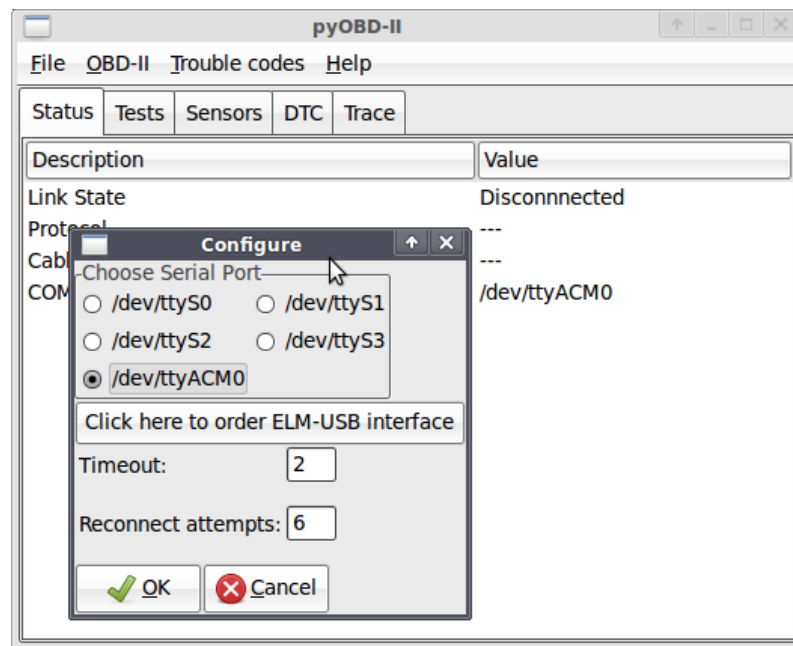 pyOBD-II
File OBD-II Trouble codes Help
Status Tests Sensors DTC Trace
Description Value
Link State Disconnnected
---
---
COM /dev/ttyACM0
Configure
Choose Serial Port
/dev/ttyS0 /dev/ttyS1
/dev/ttyS2 /dev/ttyS3
/dev/ttyACM0
Click here to order ELM-USB interface
Timeout: 2
Reconnect attempts: 6
OK Cancel